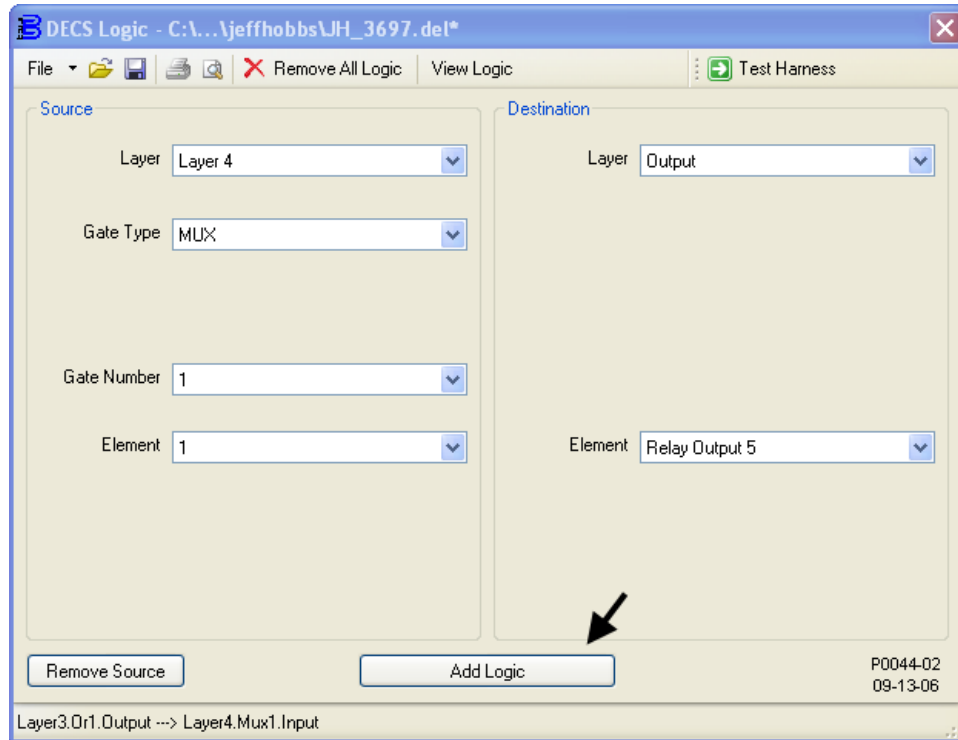 DECS Logic - C:\...\jeffhobbs\JH_3697.del*
File Remove All Logic View Logic Test Harness
Source
Layer Layer 4
Gate Type MUX
Gate Number 1
Element 1
Destination
Layer Output
Element Relay Output 5
Remove Source Add Logic
P0044-02
09-13-06
Layer3.Or1.Output ---> Layer4.Mux1.Input